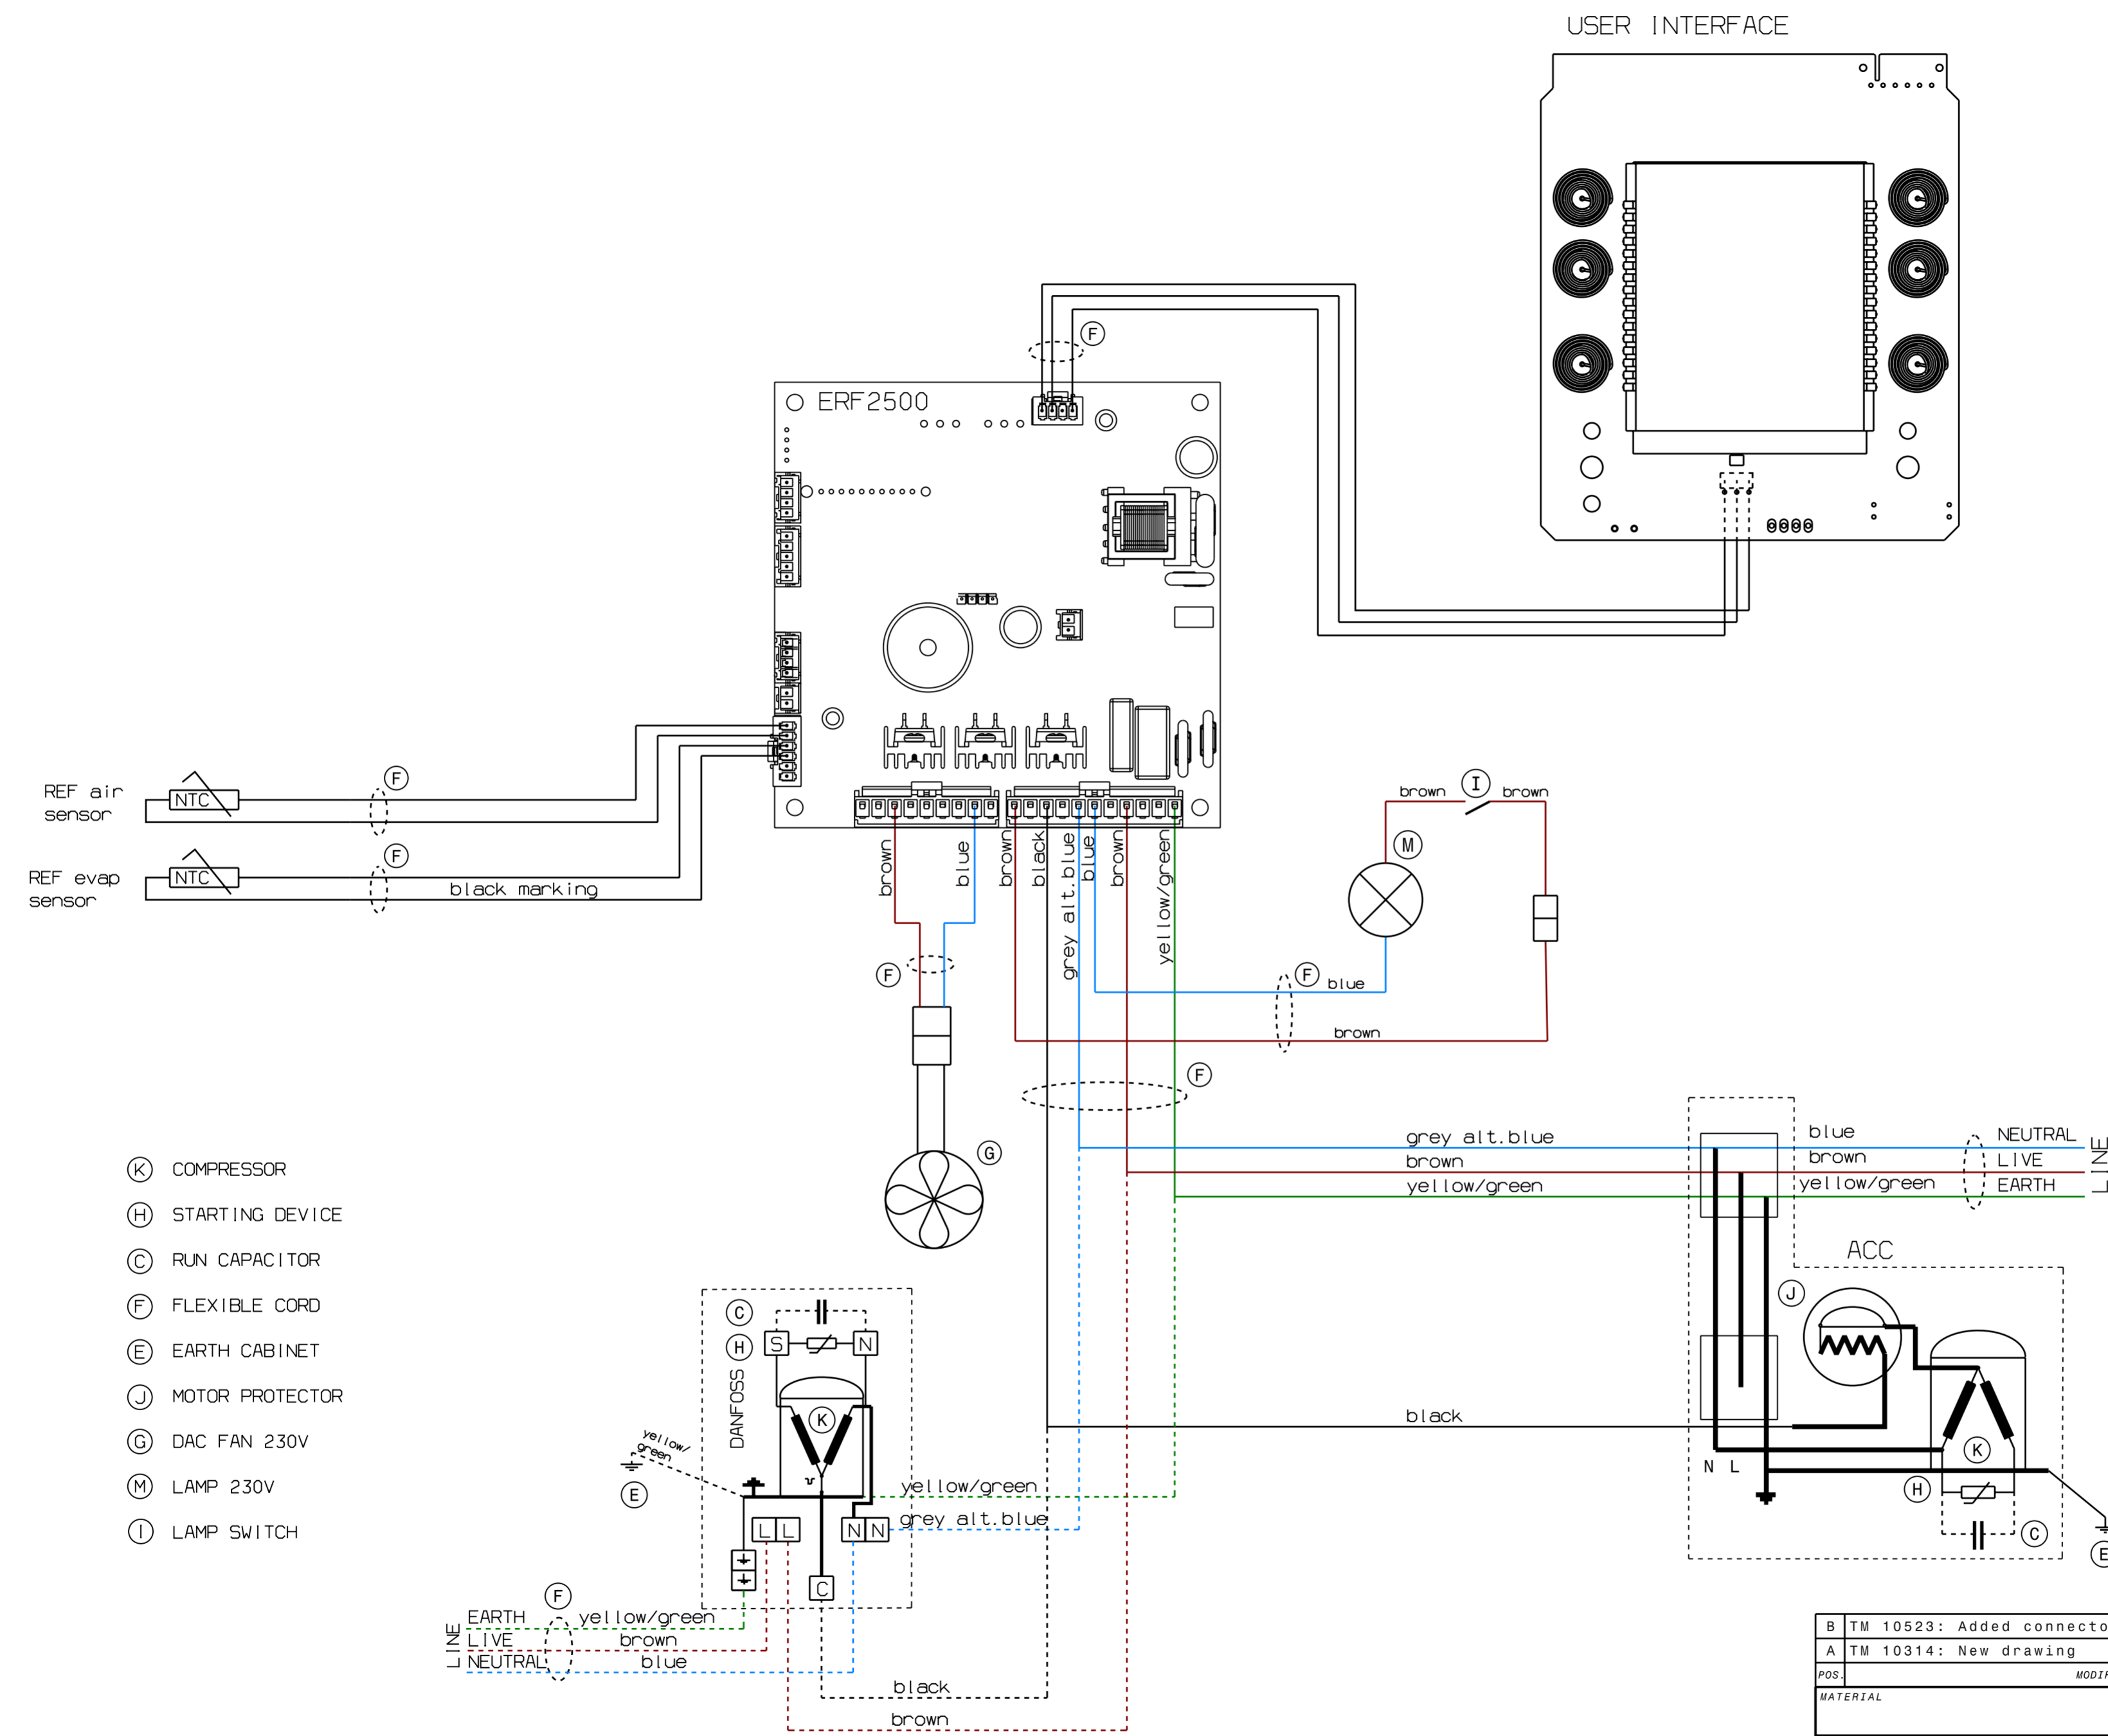 USER INTERFACE
F
ERF2500
REF air
sensor
NTC
F
REF evap
sensor
NTC
F
black marking
brown
blue
brown
black
grey alt.blue
blue
brown
yellow/green
brown
I
brown
M
F
F
blue
brown
F
G
grey alt.blue
brown
yellow/green
blue
brown
yellow/green
NEUTRAL
LIVE
EARTH
LINE
K COMPRESSOR
H STARTING DEVICE
C RUN CAPACITOR
F FLEXIBLE CORD
E EARTH CABINET
J MOTOR PROTECTOR
G DAC FAN 230V
M LAMP 230V
I LAMP SWITCH
ACC
J
C
H
S
N
DANFOSS
K
yellow/
green
E
black
N L
K
H
C
E
yellow/green
grey alt.blue
L L
N N
C
F
LINE
EARTH
yellow/green
LIVE
brown
NEUTRAL
blue
black
brown
B TM 10523: Added connecto
A TM 10314: New drawing
POS. MODIF
MATERIAL